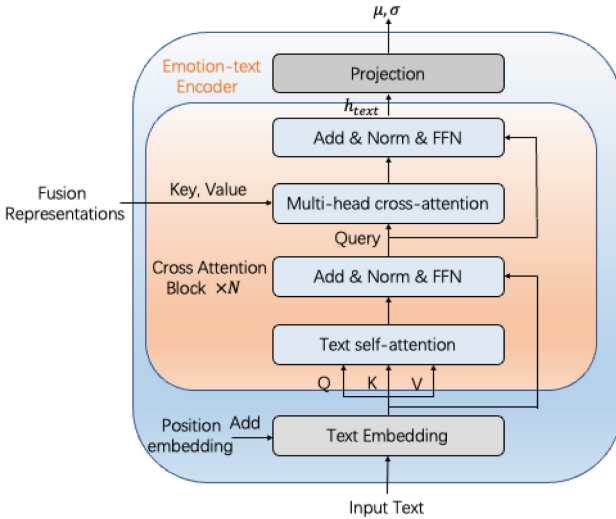 μ, σ
Emotion-text
Encoder
Projection
h_text
Add & Norm & FFN
Key, Value
Fusion
Representations
Multi-head cross-attention
Query
Cross Attention
Block ×N
Add & Norm & FFN
Text self-attention
Q K V
Position
embedding
Add
Text Embedding
Input Text